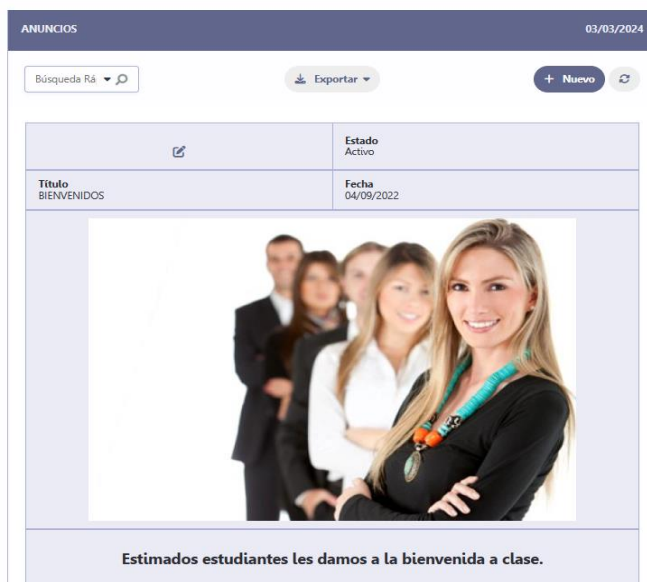 ANUNCIOS 03/03/2024
Búsqueda Rá Exportar + Nuevo
Estado
Activo
Título
BIENVENIDOS
Fecha
04/09/2022
Estimados estudiantes les damos a la bienvenida a clase.